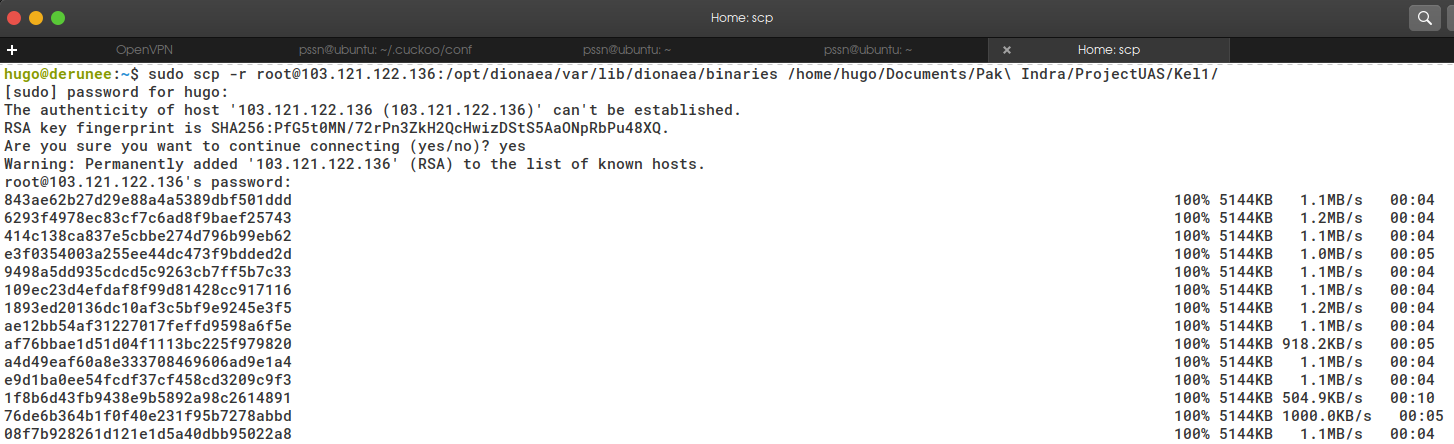 Home: scp
+ OpenVPN pssn@ubuntu: ~/.cuckoo/conf pssn@ubuntu: ~ pssn@ubuntu: ~ × Home: scp
hugo@derunee:~$ sudo scp -r root@103.121.122.136:/opt/dionaea/var/lib/dionaea/binaries /home/hugo/Documents/Pak\ Indra/ProjectUAS/Kel1/
[sudo] password for hugo:
The authenticity of host '103.121.122.136 (103.121.122.136)' can't be established.
RSA key fingerprint is SHA256:PfG5t0MN/72rPn3ZkH2QcHwizDStS5AaONpRbPu48XQ.
Are you sure you want to continue connecting (yes/no)? yes
Warning: Permanently added '103.121.122.136' (RSA) to the list of known hosts.
root@103.121.122.136's password:
843ae62b27d29e88a4a5389dbf501ddd 100% 5144KB 1.1MB/s 00:04
6293f4978ec83cf7c6ad8f9baef25743 100% 5144KB 1.2MB/s 00:04
414c138ca837e5cbbe274d796b99eb62 100% 5144KB 1.1MB/s 00:04
e3f0354003a255ee44dc473f9bdded2d 100% 5144KB 1.0MB/s 00:05
9498a5dd935cdcd5c9263cb7ff5b7c33 100% 5144KB 1.1MB/s 00:04
109ec23d4efdaf8f99d81428cc917116 100% 5144KB 1.1MB/s 00:04
1893ed20136dc10af3c5bf9e9245e3f5 100% 5144KB 1.2MB/s 00:04
ae12bb54af31227017feffd9598a6f5e 100% 5144KB 1.1MB/s 00:04
af76bbae1d51d04f1113bc225f979820 100% 5144KB 918.2KB/s 00:05
a4d49eaf60a8e333708469606ad9e1a4 100% 5144KB 1.1MB/s 00:04
e9d1ba0ee54fcdf37cf458cd3209c9f3 100% 5144KB 1.1MB/s 00:04
1f8b6d43fb9438e9b5892a98c2614891 100% 5144KB 504.9KB/s 00:10
76de6b364b1f0f40e231f95b7278abbd 100% 5144KB 1000.0KB/s 00:05
08f7b928261d121e1d5a40dbb95022a8 100% 5144KB 1.1MB/s 00:04